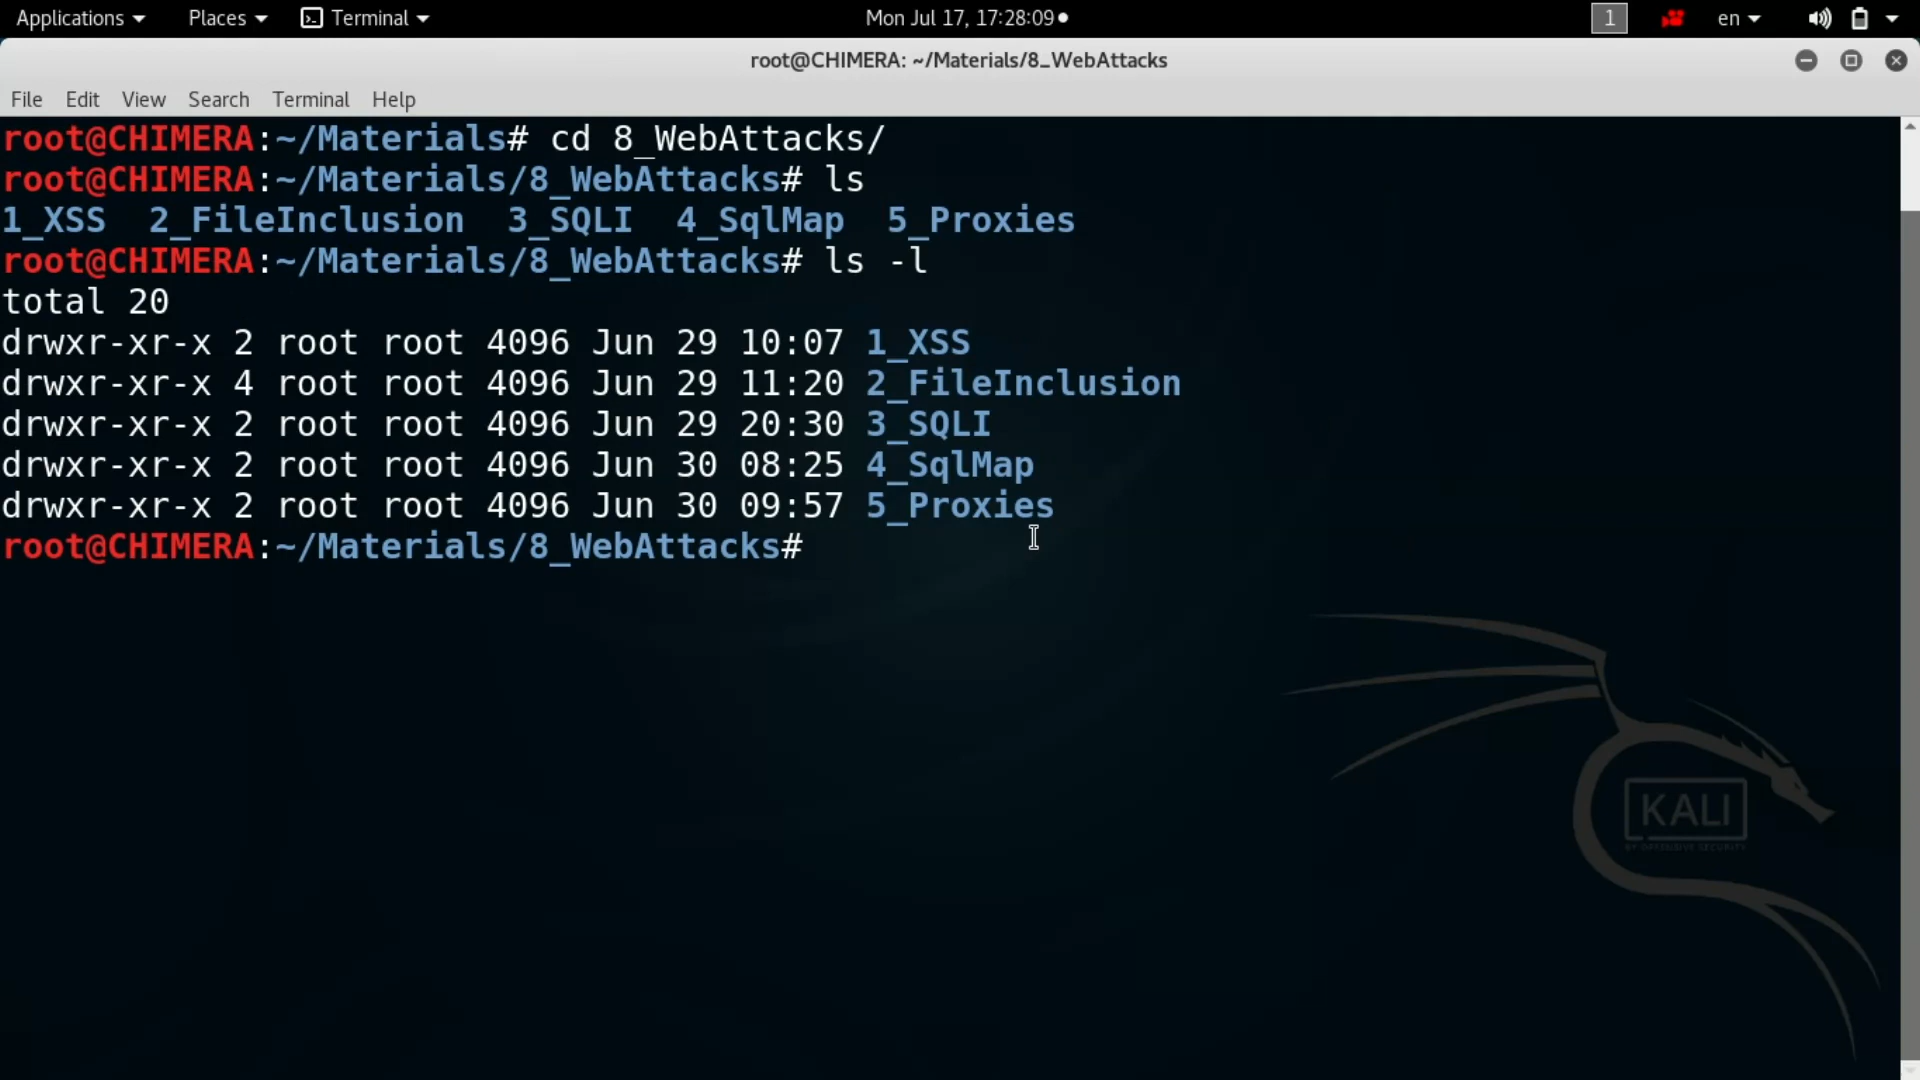 Applications Places Terminal Mon Jul 17, 17:28:09 1 en
root@CHIMERA: ~/Materials/8_WebAttacks
File Edit View Search Terminal Help
root@CHIMERA:~/Materials# cd 8_WebAttacks/
root@CHIMERA:~/Materials/8_WebAttacks# ls
1_XSS  2_FileInclusion  3_SQLI  4_SqlMap  5_Proxies
root@CHIMERA:~/Materials/8_WebAttacks# ls -l
total 20
drwxr-xr-x 2 root root 4096 Jun 29 10:07 1_XSS
drwxr-xr-x 4 root root 4096 Jun 29 11:20 2_FileInclusion
drwxr-xr-x 2 root root 4096 Jun 29 20:30 3_SQLI
drwxr-xr-x 2 root root 4096 Jun 30 08:25 4_SqlMap
drwxr-xr-x 2 root root 4096 Jun 30 09:57 5_Proxies
root@CHIMERA:~/Materials/8_WebAttacks#
KALI
BY OFFENSIVE SECURITY